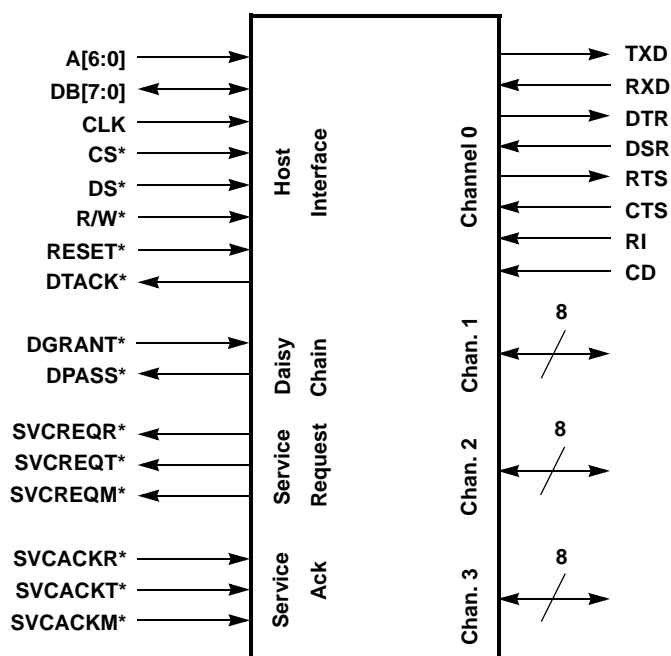 A[6:0]
DB[7:0]
CLK
CS*
DS*
R/W*
RESET*
DTACK*
DGRANT*
DPASS*
SVCREQR*
SVCREQT*
SVCREQM*
SVCACKR*
SVCACKT*
SVCACKM*
Host
Interface
Daisy
Chain
Service
Request
Service
Ack
Channel 0
Chan. 1
Chan. 2
Chan. 3
TXD
RXD
DTR
DSR
RTS
CTS
RI
CD
8
8
8